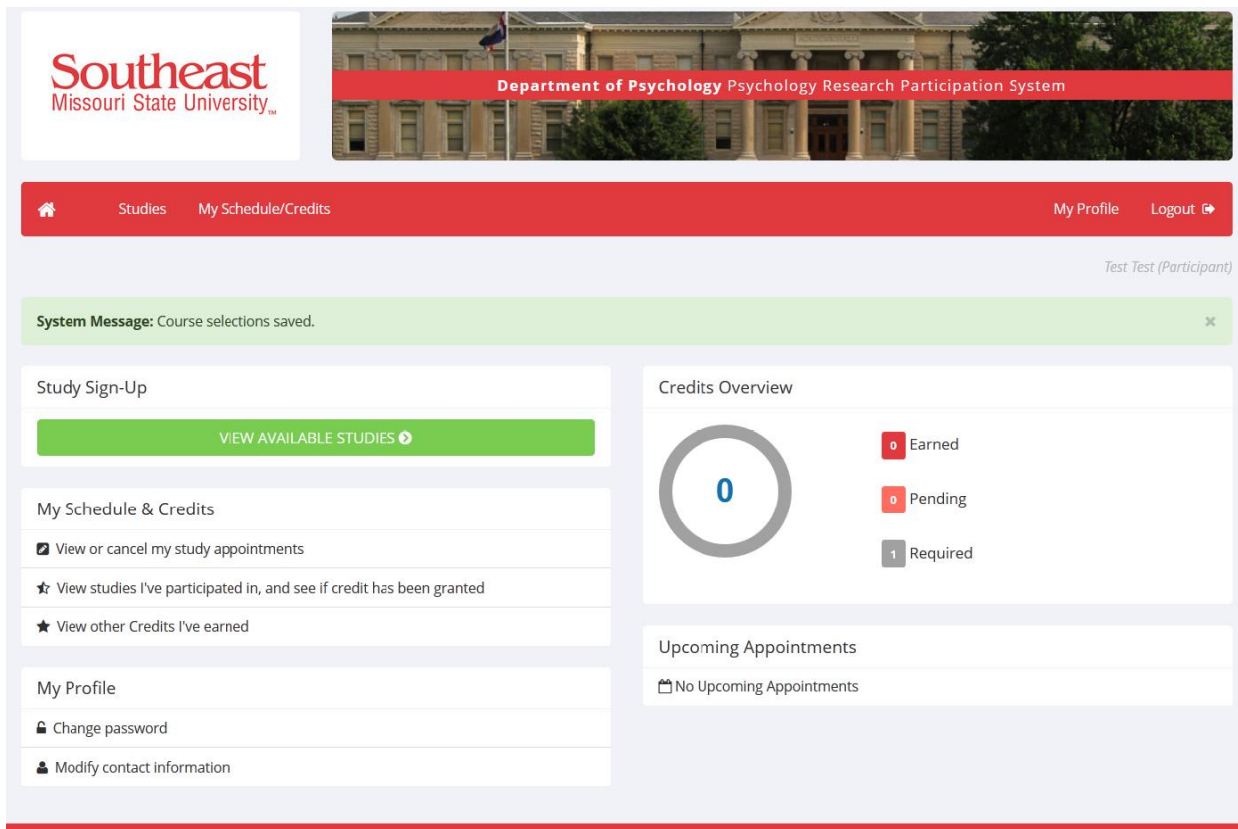 Southeast
Missouri State University™
Department of Psychology Psychology Research Participation System
Studies
My Schedule/Credits
My Profile
Logout
Test Test (Participant)
System Message: Course selections saved.
Study Sign-Up
VIEW AVAILABLE STUDIES
My Schedule & Credits
View or cancel my study appointments
View studies I've participated in, and see if credit has been granted
View other Credits I've earned
My Profile
Change password
Modify contact information
Credits Overview
0
0 Earned
0 Pending
1 Required
Upcoming Appointments
No Upcoming Appointments